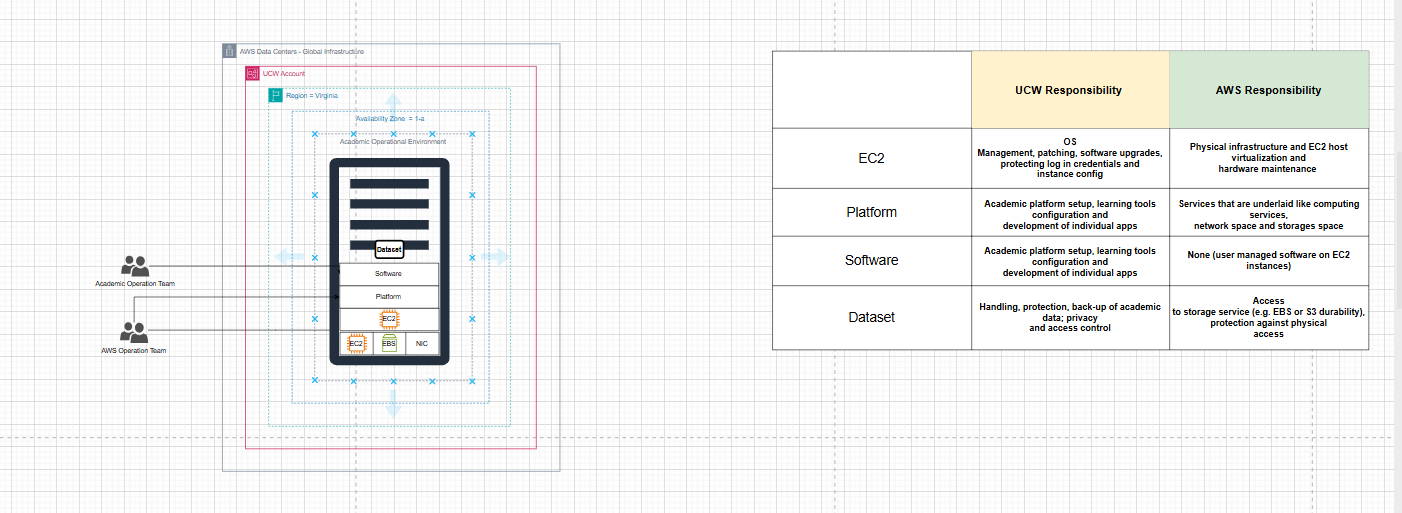 AWS Data Centers - Global Infrastructure
UCW Account
Region = Virginia
Availability Zone = 1-a
Academic Operational Environment
Dataset
Software
Platform
EC2
EC2
EBS
NIC
Academic Operation Team
AWS Operation Team
UCW Responsibility
AWS Responsibility
EC2
OS
Management, patching, software upgrades,
protecting log in credentials and
instance config
Physical infrastructure and EC2 host
virtualization and
hardware maintenance
Platform
Academic platform setup, learning tools
configuration and
development of individual apps
Services that are underlaid like computing
services,
network space and storages space
Software
Academic platform setup, learning tools
configuration and
development of individual apps
None (user managed software on EC2
instances)
Dataset
Handling, protection, back-up of academic
data; privacy
and access control
Access
to storage service (e.g. EBS or S3 durability),
protection against physical
access